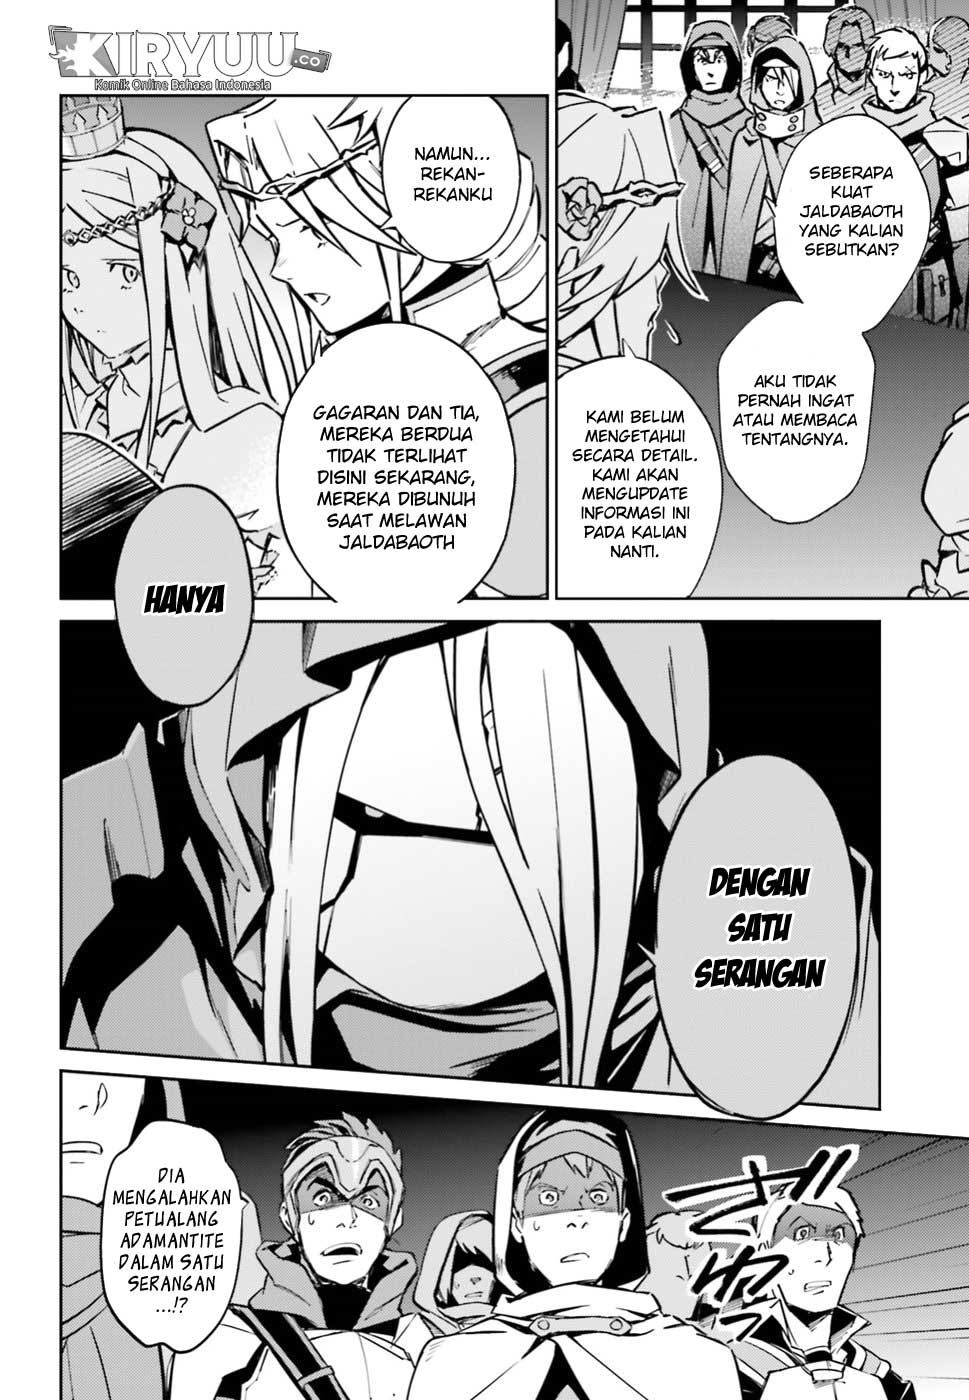 KIRYUU.CO
Komik Online Bahasa Indonesia
SEBERAPA
KUAT
JALDABAOTH
YANG KALIAN
SEBUTKAN?
AKU TIDAK
PERNAH INGAT
ATAU MEMBACA
TENTANGNYA.
KAMI BELUM
MENGETAHUI
SECARA DETAIL.
KAMI AKAN
MENGUPDATE
INFORMASI INI
PADA KALIAN
NANTI.
NAMUN...
REKAN-
REKANKU
GAGARAN DAN TIA,
MEREKA BERDUA
TIDAK TERLIHAT
DISINI SEKARANG,
MEREKA DIBUNUH
SAAT MELAWAN
JALDABAOTH
HANYA
DENGAN
SATU
SERANGAN
DIA
MENGALAHKAN
PETUALANG
ADAMANTITE
DALAM SATU
SERANGAN
...!?